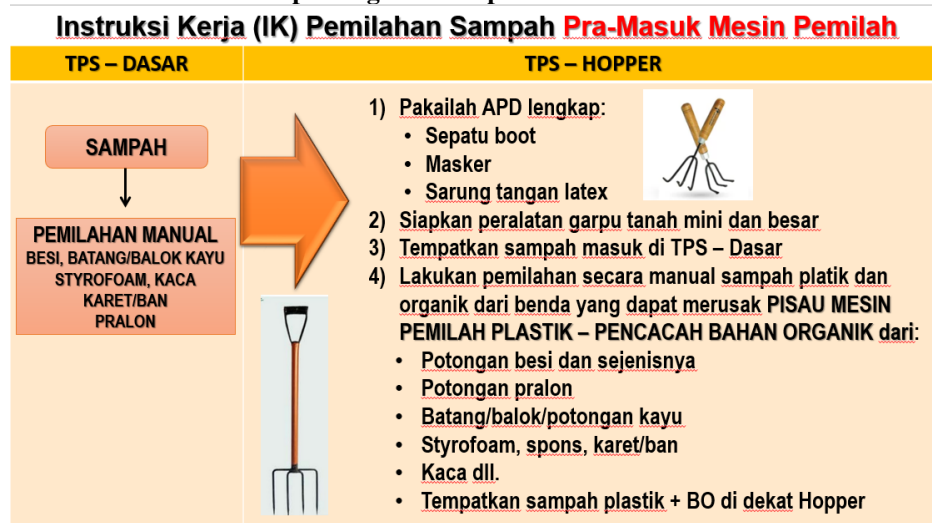 Instruksi Kerja (IK) Pemilahan Sampah Pra-Masuk Mesin Pemilah
TPS – DASAR
TPS – HOPPER
SAMPAH
PEMILAHAN MANUAL
BESI, BATANG/BALOK KAYU
STYROFOAM, KACA
KARET/BAN
PRALON
1) Pakailah APD lengkap:
• Sepatu boot
• Masker
• Sarung tangan latex
2) Siapkan peralatan garpu tanah mini dan besar
3) Tempatkan sampah masuk di TPS – Dasar
4) Lakukan pemilahan secara manual sampah platik dan
organik dari benda yang dapat merusak PISAU MESIN
PEMILAH PLASTIK – PENCACAH BAHAN ORGANIK dari:
• Potongan besi dan sejenisnya
• Potongan pralon
• Batang/balok/potongan kayu
• Styrofoam, spons, karet/ban
• Kaca dll.
• Tempatkan sampah plastik + BO di dekat Hopper